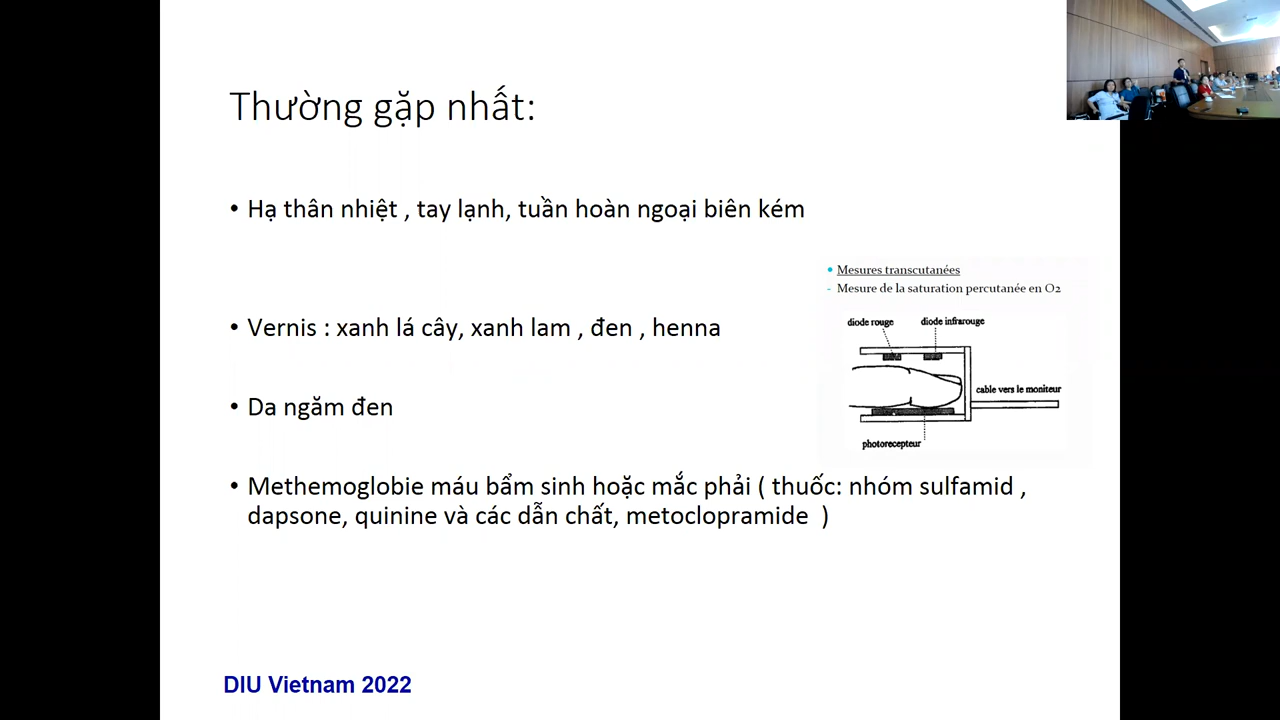 Thường gặp nhất:
• Hạ thân nhiệt , tay lạnh, tuần hoàn ngoại biên kém
• Vernis : xanh lá cây, xanh lam , đen , henna
• Da ngăm đen
• Methemoglobie máu bẩm sinh hoặc mắc phải ( thuốc: nhóm sulfamid ,
dapsone, quinine và các dẫn chất, metoclopramide )
• Mesures transcutanées
- Mesure de la saturation percutanée en O2
diode rouge
diode infrarouge
cable vers le moniteur
photorecepteur
DIU Vietnam 2022